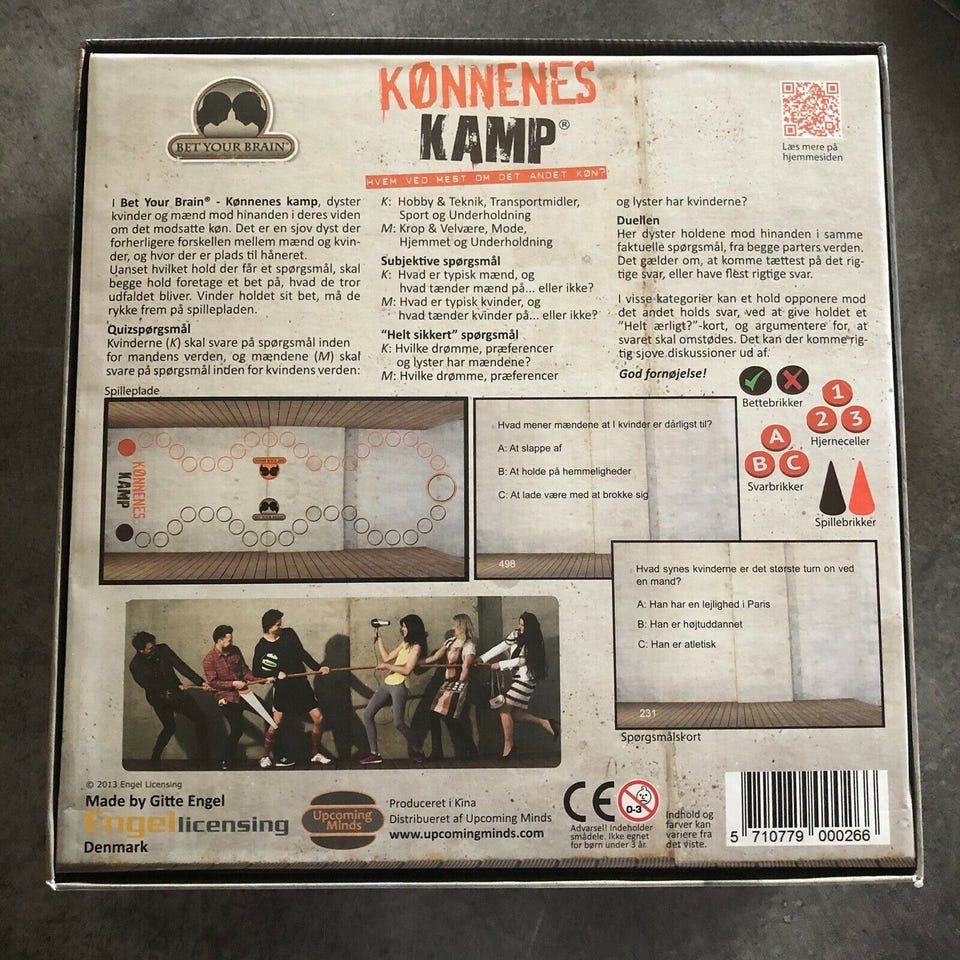 KØNNENES
KAMP®
HVEM VED MEST OM DET ANDET KØN?
BET YOUR BRAIN
Læs mere på
hjemmesiden
I Bet Your Brain® - Kønnenes kamp, dyster
kvinder og mænd mod hinanden i deres viden
om det modsatte køn. Det er en sjov dyst der
forherligere forskellen mellem mænd og kvin-
der, og hvor der er plads til håneret.
Uanset hvilket hold der får et spørgsmål, skal
begge hold foretage et bet på, hvad de tror
udfaldet bliver. Vinder holdet sit bet, må de
rykke frem på spillepladen.
Quizspørgsmål
Kvinderne (K) skal svare på spørgsmål inden
for mandens verden, og mændene (M) skal
svare på spørgsmål inden for kvindens verden:
K: Hobby & Teknik, Transportmidler,
Sport og Underholdning
M: Krop & Velvære, Mode,
Hjemmet og Underholdning
Subjektive spørgsmål
K: Hvad er typisk mænd, og
hvad tænder mænd på... eller ikke?
M: Hvad er typisk kvinder, og
hvad tænder kvinder på... eller ikke?
"Helt sikkert" spørgsmål
K: Hvilke drømme, præferencer
og lyster har mændene?
M: Hvilke drømme, præferencer
og lyster har kvinderne?
Duellen
Her dyster holdene mod hinanden i samme
faktuelle spørgsmål, fra begge parters verden.
Det gælder om, at komme tættest på det rig-
tige svar, eller have flest rigtige svar.
I visse kategorier kan et hold opponere mod
det andet holds svar, ved at give holdet et
"Helt ærligt?"-kort, og argumentere for, at
svaret skal omstødes. Det kan der komme rig-
tig sjove diskussioner ud af.
God fornøjelse!
Spilleplade
KØNNENES
KAMP
Hvad mener mændene at I kvinder er dårligst til?
A: At slappe af
B: At holde på hemmeligheder
C: At lade være med at brokke sig
498
Bettebrikker
1
2 3
Hjerneceller
A
B C
Svarbrikker
Spillebrikker
Hvad synes kvinderne er det største turn on ved
en mand?
A: Han har en lejlighed i Paris
B: Han er højtuddannet
C: Han er atletisk
231
Spørgsmålskort
© 2013 Engel Licensing
Made by Gitte Engel
Engel licensing
Denmark
Upcoming
Minds
Produceret i Kina
Distribueret af Upcoming Minds
www.upcomingminds.com
CE
0-3
Advarsel! Indeholder
smådele. Ikke egnet
for børn under 3 år.
Indhold og
farver kan
variere fra
det viste.
5 710779 000266